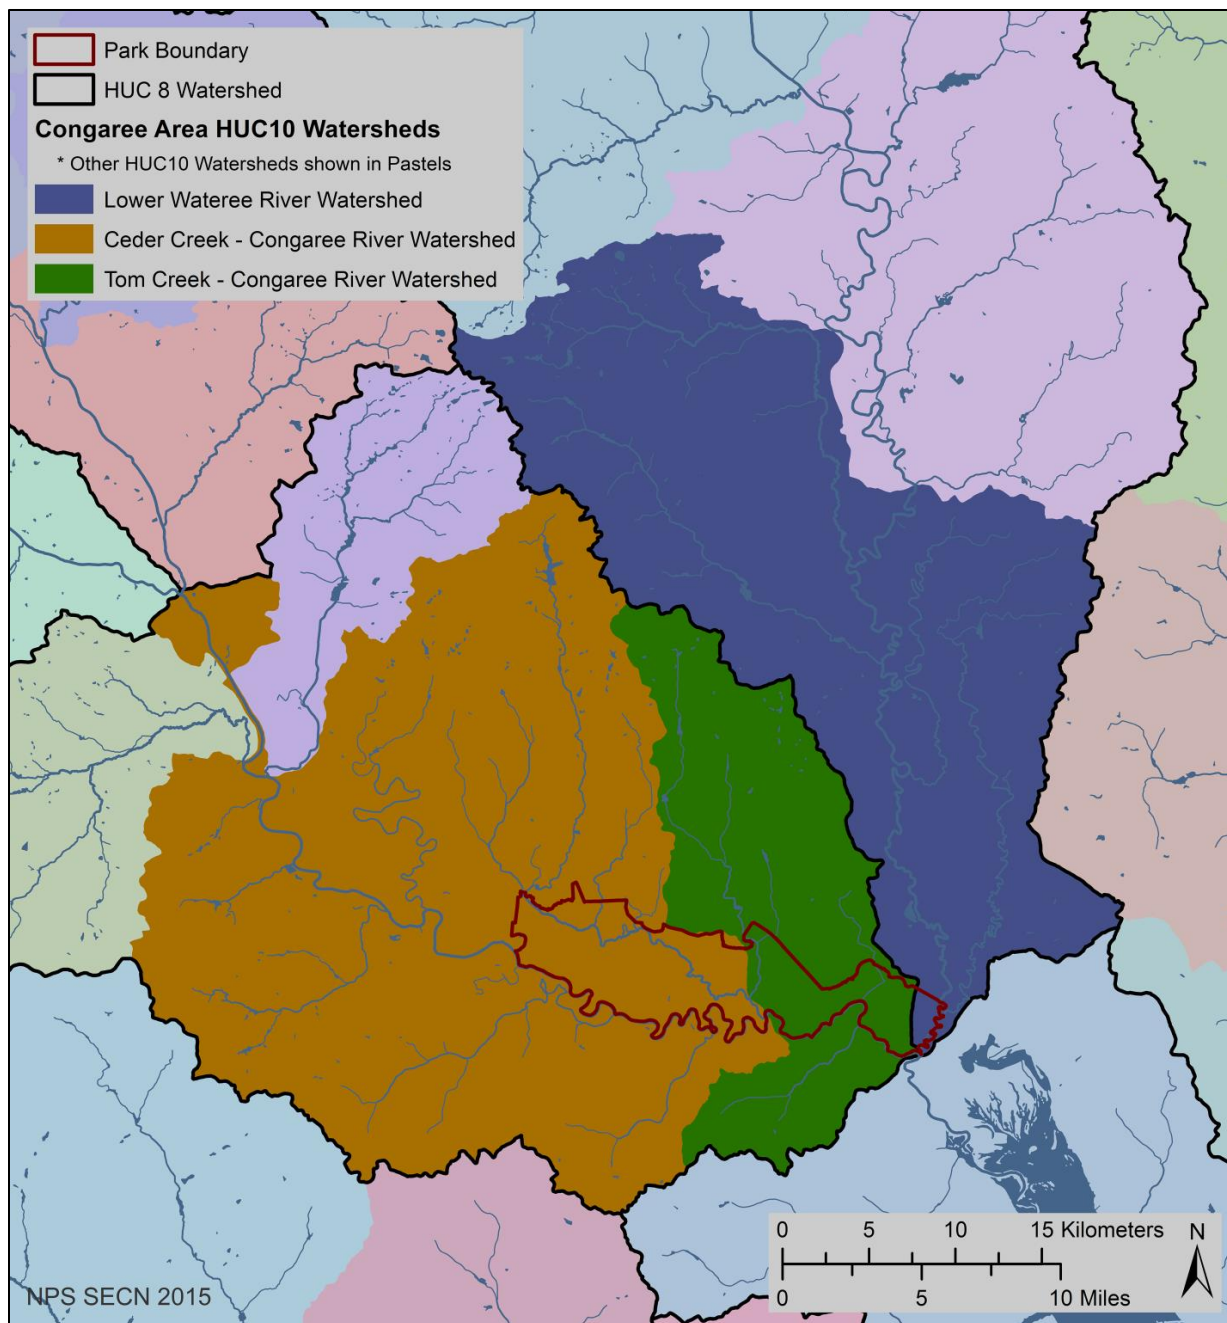 Park Boundary
HUC 8 Watershed
Congaree Area HUC10 Watersheds
* Other HUC10 Watersheds shown in Pastels
Lower Wateree River Watershed
Ceder Creek - Congaree River Watershed
Tom Creek - Congaree River Watershed
0 5 10 15 Kilometers
N
0 5 10 Miles
NPS SECN 2015